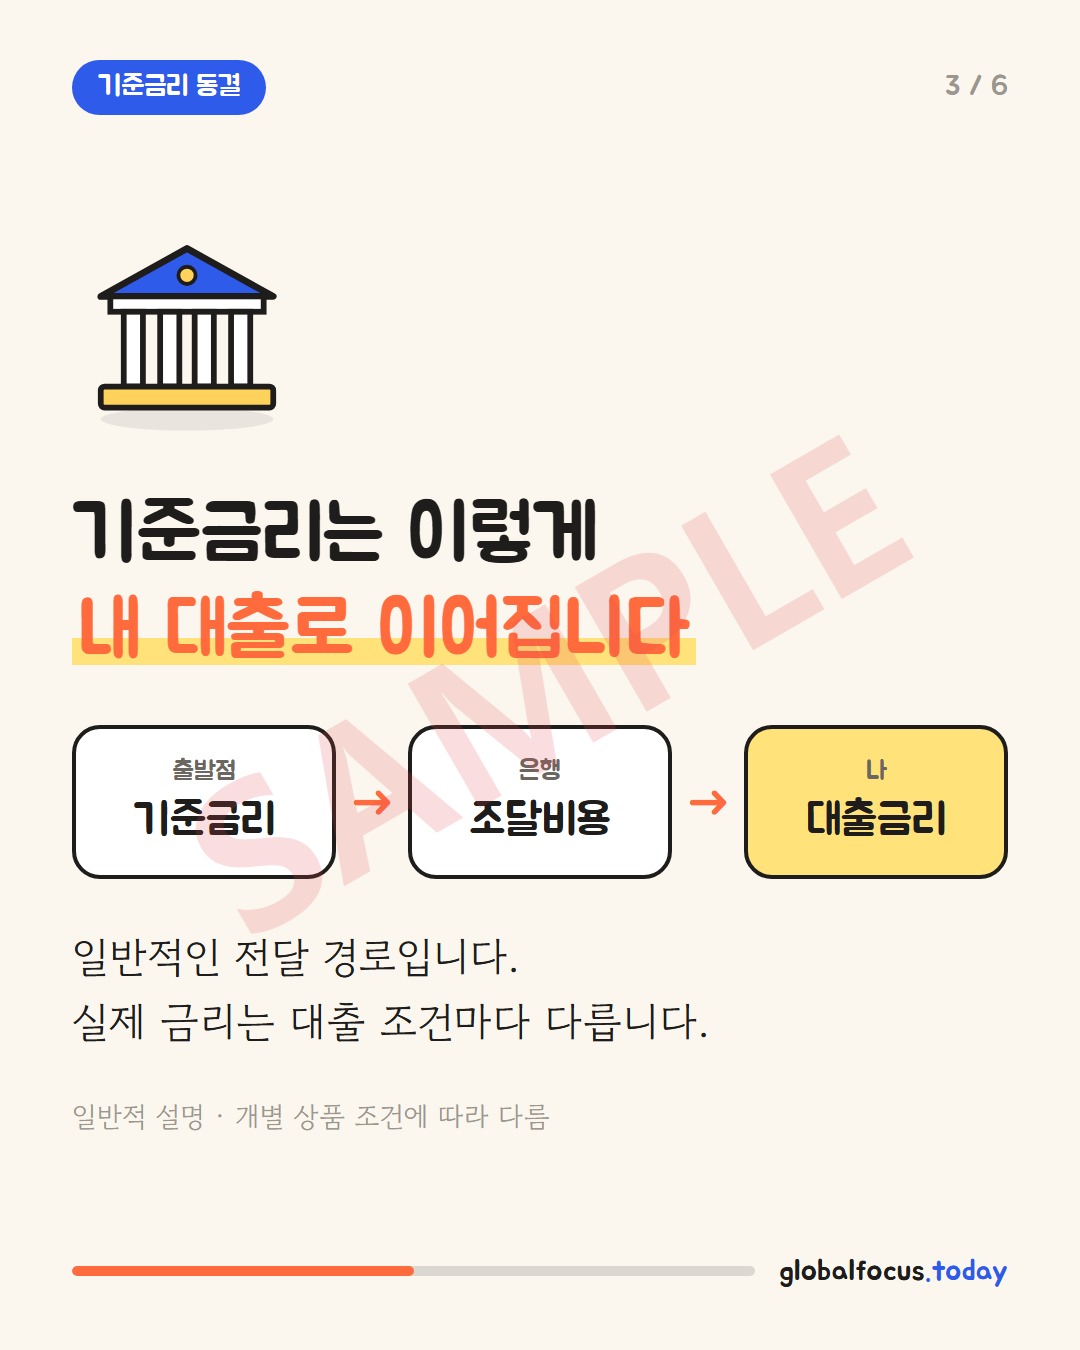 기준금리 동결
3 / 6
기준금리는 이렇게
내 대출로 이어집니다
출발점
기준금리
→
은행
조달비용
→
나
대출금리
일반적인 전달 경로입니다.
실제 금리는 대출 조건마다 다릅니다.
일반적 설명 · 개별 상품 조건에 따라 다름
globalfocus.today
SAMPLE